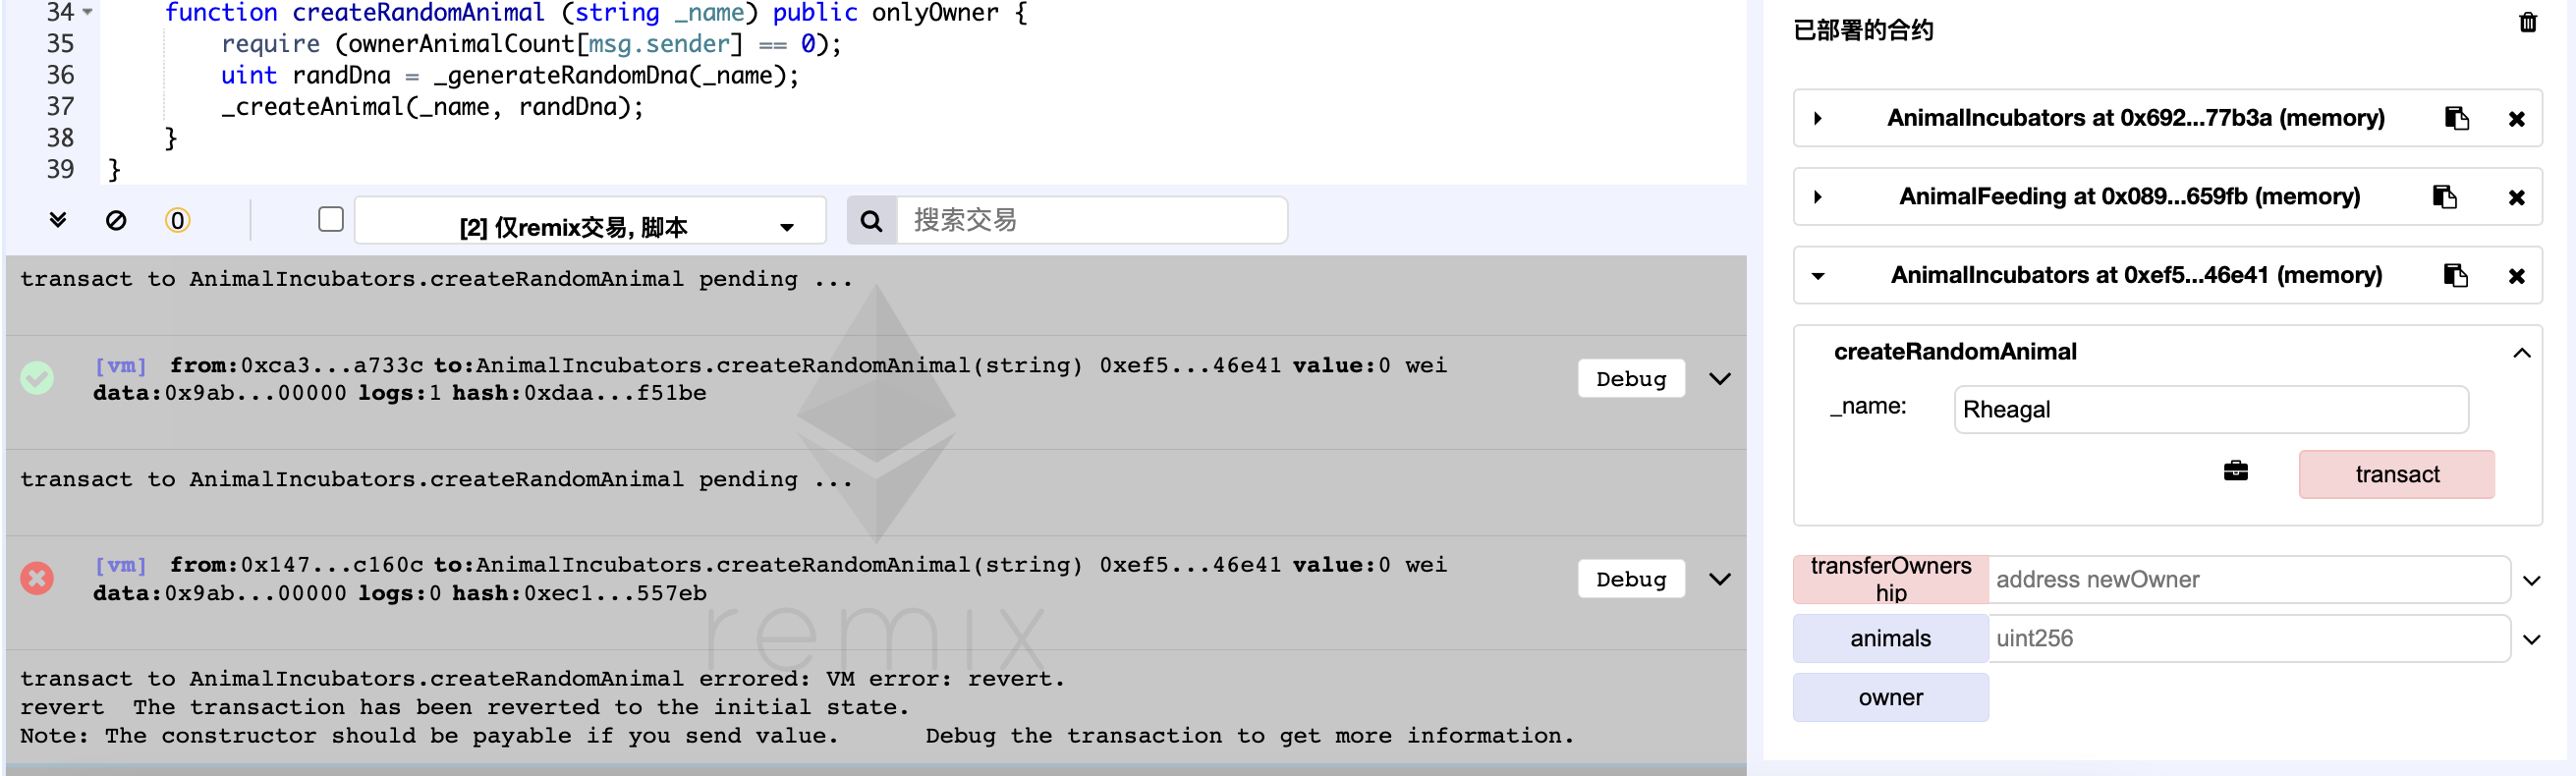 34 function createRandomAnimal (string _name) public onlyOwner {
35 require (ownerAnimalCount[msg.sender] == 0);
36 uint randDna = _generateRandomDna(_name);
37 _createAnimal(_name, randDna);
38 }
39 }
0
[2] 仅remix交易, 脚本
搜索交易
transact to AnimalIncubators.createRandomAnimal pending ...
[vm] from:0xca3...a733c to:AnimalIncubators.createRandomAnimal(string) 0xef5...46e41 value:0 wei
data:0x9ab...00000 logs:1 hash:0xdaa...f51be
Debug
transact to AnimalIncubators.createRandomAnimal pending ...
[vm] from:0x147...c160c to:AnimalIncubators.createRandomAnimal(string) 0xef5...46e41 value:0 wei
data:0x9ab...00000 logs:0 hash:0xec1...557eb
Debug
remix
transact to AnimalIncubators.createRandomAnimal errored: VM error: revert.
revert The transaction has been reverted to the initial state.
Note: The constructor should be payable if you send value. Debug the transaction to get more information.
已部署的合约
AnimalIncubators at 0x692...77b3a (memory)
AnimalFeeding at 0x089...659fb (memory)
AnimalIncubators at 0xef5...46e41 (memory)
createRandomAnimal
_name: Rheagal
transact
transferOwners
hip
address newOwner
animals uint256
owner